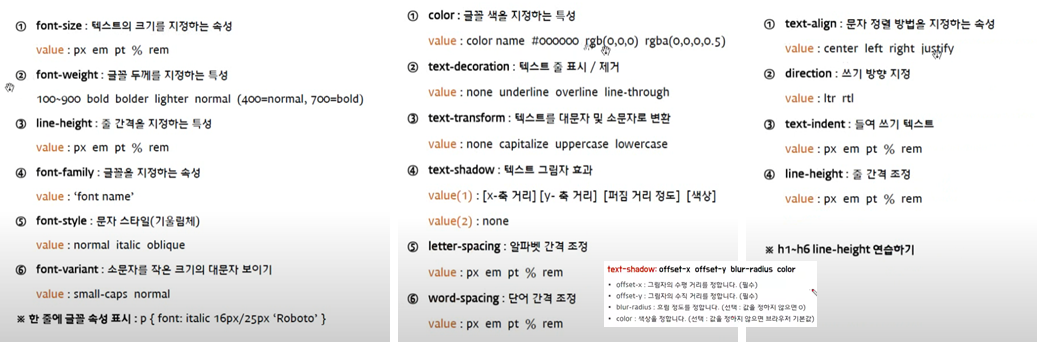 ① font-size : 텍스트의 크기를 지정하는 속성
value : px em pt % rem
② font-weight : 글꼴 두께를 지정하는 특성
100~900 bold bolder lighter normal (400=normal, 700=bold)
③ line-height : 줄 간격을 지정하는 특성
value : px em pt % rem
④ font-family : 글꼴을 지정하는 속성
value : ‘font name’
⑤ font-style : 문자 스타일(기울림체)
value : normal italic oblique
⑥ font-variant : 소문자를 작은 크기의 대문자 보이기
value : small-caps normal
※ 한 줄에 글꼴 속성 표시 : p { font: italic 16px/25px ‘Roboto’ }
① color : 글꼴 색을 지정하는 특성
value : color name #000000 rgb(0,0,0) rgba(0,0,0,0.5)
② text-decoration : 텍스트 줄 표시 / 제거
value : none underline overline line-through
③ text-transform : 텍스트를 대문자 및 소문자로 변환
value : none capitalize uppercase lowercase
④ text-shadow : 텍스트 그림자 효과
value(1) : [x-축 거리] [y- 축 거리] [퍼짐 거리 정도] [색상]
value(2) : none
⑤ letter-spacing : 알파벳 간격 조정
value : px em pt % rem
⑥ word-spacing : 단어 간격 조정
value : px em pt % rem
text-shadow: offset-x offset-y blur-radius color
• offset-x : 그림자의 수평 거리를 정합니다. (필수)
• offset-y : 그림자의 수직 거리를 정합니다. (필수)
• blur-radius : 흐림 정도를 정합니다. (선택 : 값을 정하지 않으면 0)
• color : 색상을 정합니다. (선택 : 값을 정하지 않으면 브라우저 기본값)
① text-align : 문자 정렬 방법을 지정하는 속성
value : center left right justify
② direction : 쓰기 방향 지정
value : ltr rtl
③ text-indent : 들여 쓰기 텍스트
value : px em pt % rem
④ line-height : 줄 간격 조정
value : px em pt % rem
※ h1~h6 line-height 연습하기